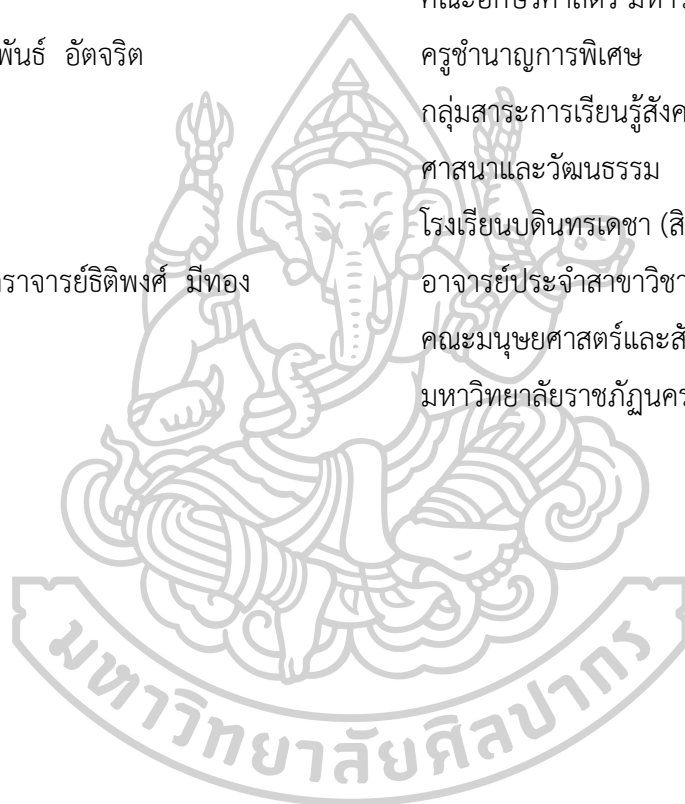 พันธ์ อัตจริต
ครูชำนาญการพิเศษ
กลุ่มสาระการเรียนรู้สังค
ศาสนาและวัฒนธรรม
โรงเรียนบดินทรเดชา (สิ
ราจารย์ธิติพงศ์ มีทอง
อาจารย์ประจำสาขาวิชา
คณะมนุษยศาสตร์และสั
มหาวิทยาลัยราชภัฏนคร
มหาวิทยาลัยศิลปากร